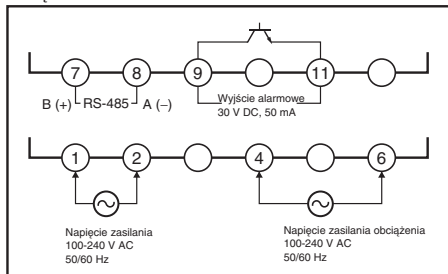 7 8 9 11
B (+) RS-485 A (–)
Wyjście alarmowe
30 V DC, 50 mA
1 2 4 6
Napięcie zasilania
100-240 V AC
50/60 Hz
Napięcie zasilania obciążenia
100-240 V AC
50/60 Hz